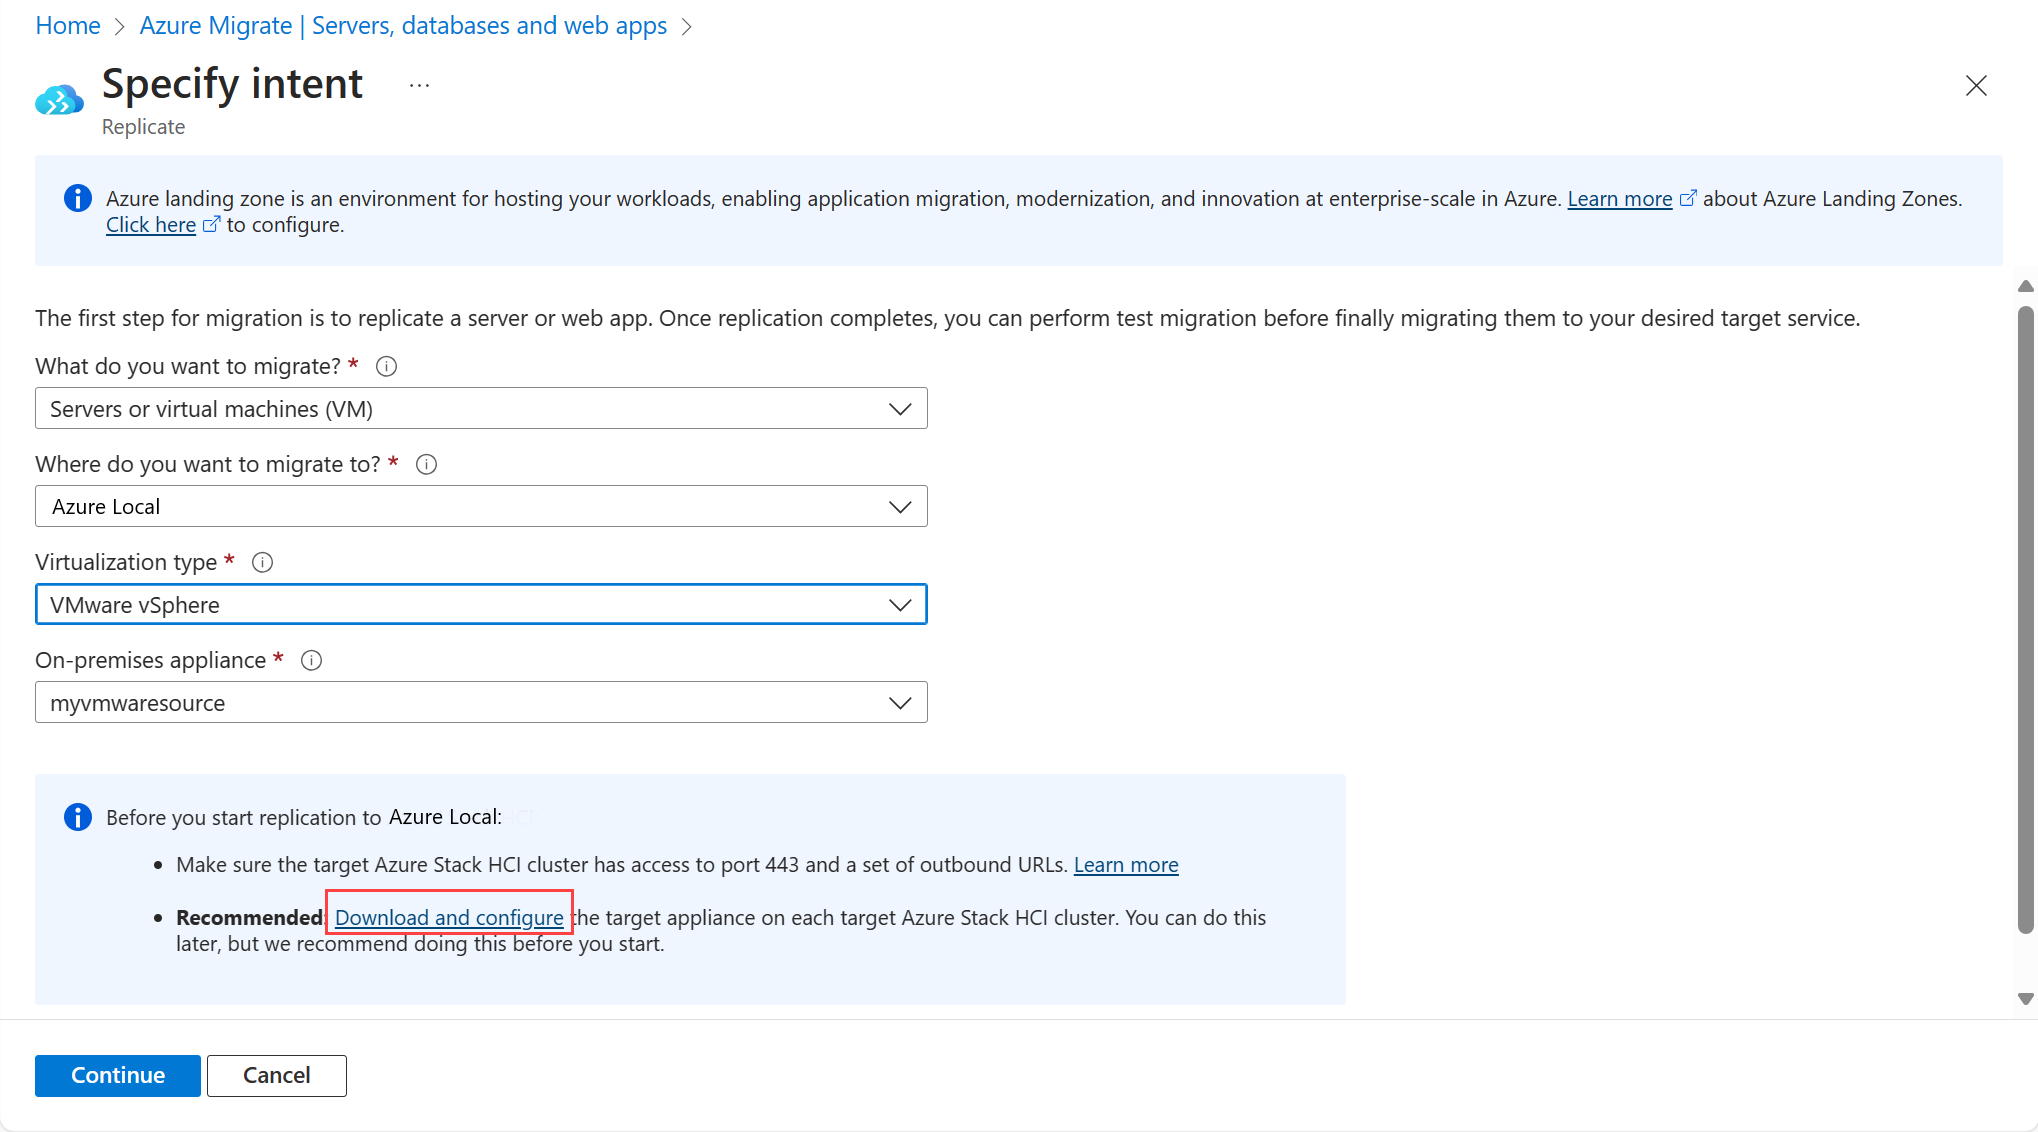 Home > Azure Migrate | Servers, databases and web apps >
Specify intent ...
Replicate
Azure landing zone is an environment for hosting your workloads, enabling application migration, modernization, and innovation at enterprise-scale in Azure. Learn more about Azure Landing Zones.
Click here to configure.
The first step for migration is to replicate a server or web app. Once replication completes, you can perform test migration before finally migrating them to your desired target service.
What do you want to migrate? *
Servers or virtual machines (VM)
Where do you want to migrate to? *
Azure Local
Virtualization type *
VMware vSphere
On-premises appliance *
myvmwaresource
Before you start replication to Azure Local:
• Make sure the target Azure Stack HCI cluster has access to port 443 and a set of outbound URLs. Learn more
• Recommended: Download and configure the target appliance on each target Azure Stack HCI cluster. You can do this
later, but we recommend doing this before you start.
Continue
Cancel